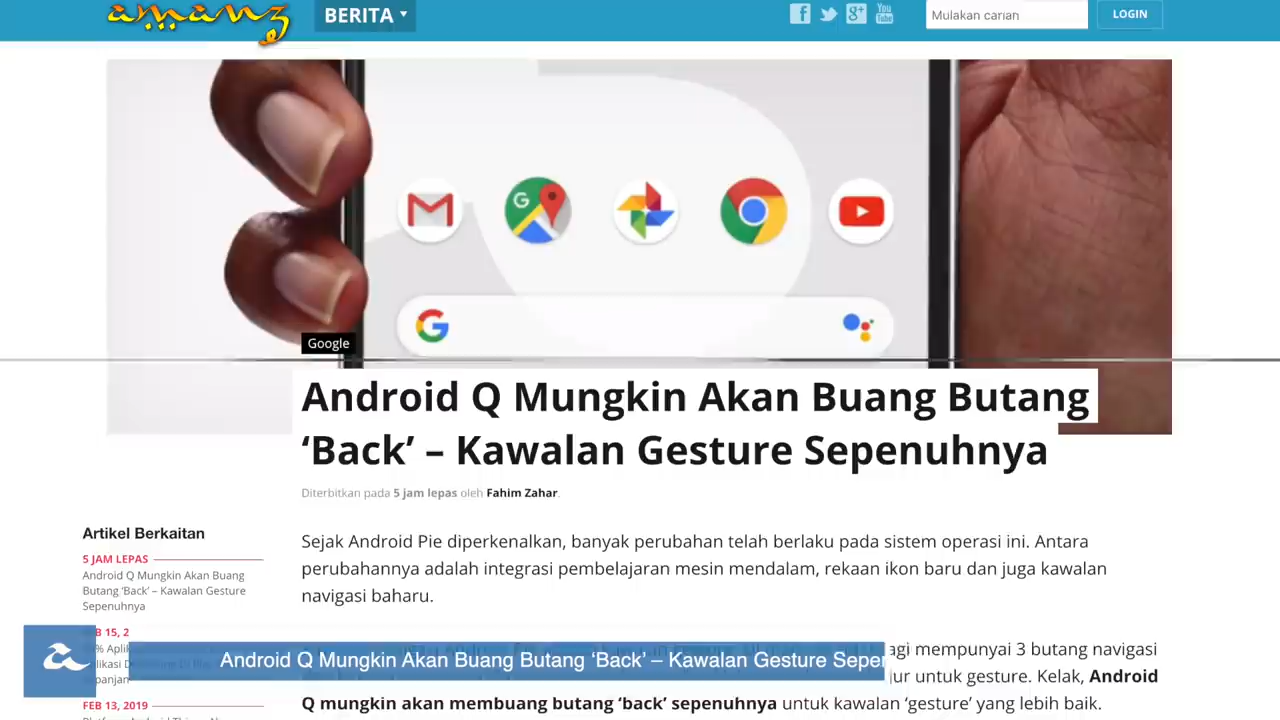 amanz
BERITA
Mulakan carian
LOGIN
Google
Android Q Mungkin Akan Buang Butang
‘Back’ – Kawalan Gesture Sepenuhnya
Diterbitkan pada 5 jam lepas oleh Fahim Zahar.
Artikel Berkaitan
5 JAM LEPAS
Android Q Mungkin Akan Buang
Butang ‘Back’ – Kawalan Gesture
Sepenuhnya
Sejak Android Pie diperkenalkan, banyak perubahan telah berlaku pada sistem operasi ini. Antara
perubahannya adalah integrasi pembelajaran mesin mendalam, rekaan ikon baru dan juga kawalan
navigasi baharu.
FEB 13, 2019
mempunyai 3 butang navigasi
untuk gesture. Kelak, Android
Q mungkin akan membuang butang ‘back’ sepenuhnya untuk kawalan ‘gesture’ yang lebih baik.
Android Q Mungkin Akan Buang Butang ‘Back’ – Kawalan Gesture